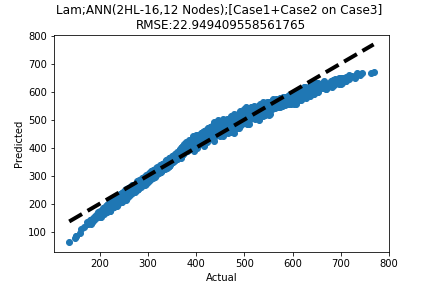 Lam;ANN(2HL-16,12 Nodes);[Case1+Case2 on Case3]
RMSE:22.949409558561765
800
700
600
500
400
300
200
100
Predicted
200 300 400 500 600 700 800
Actual